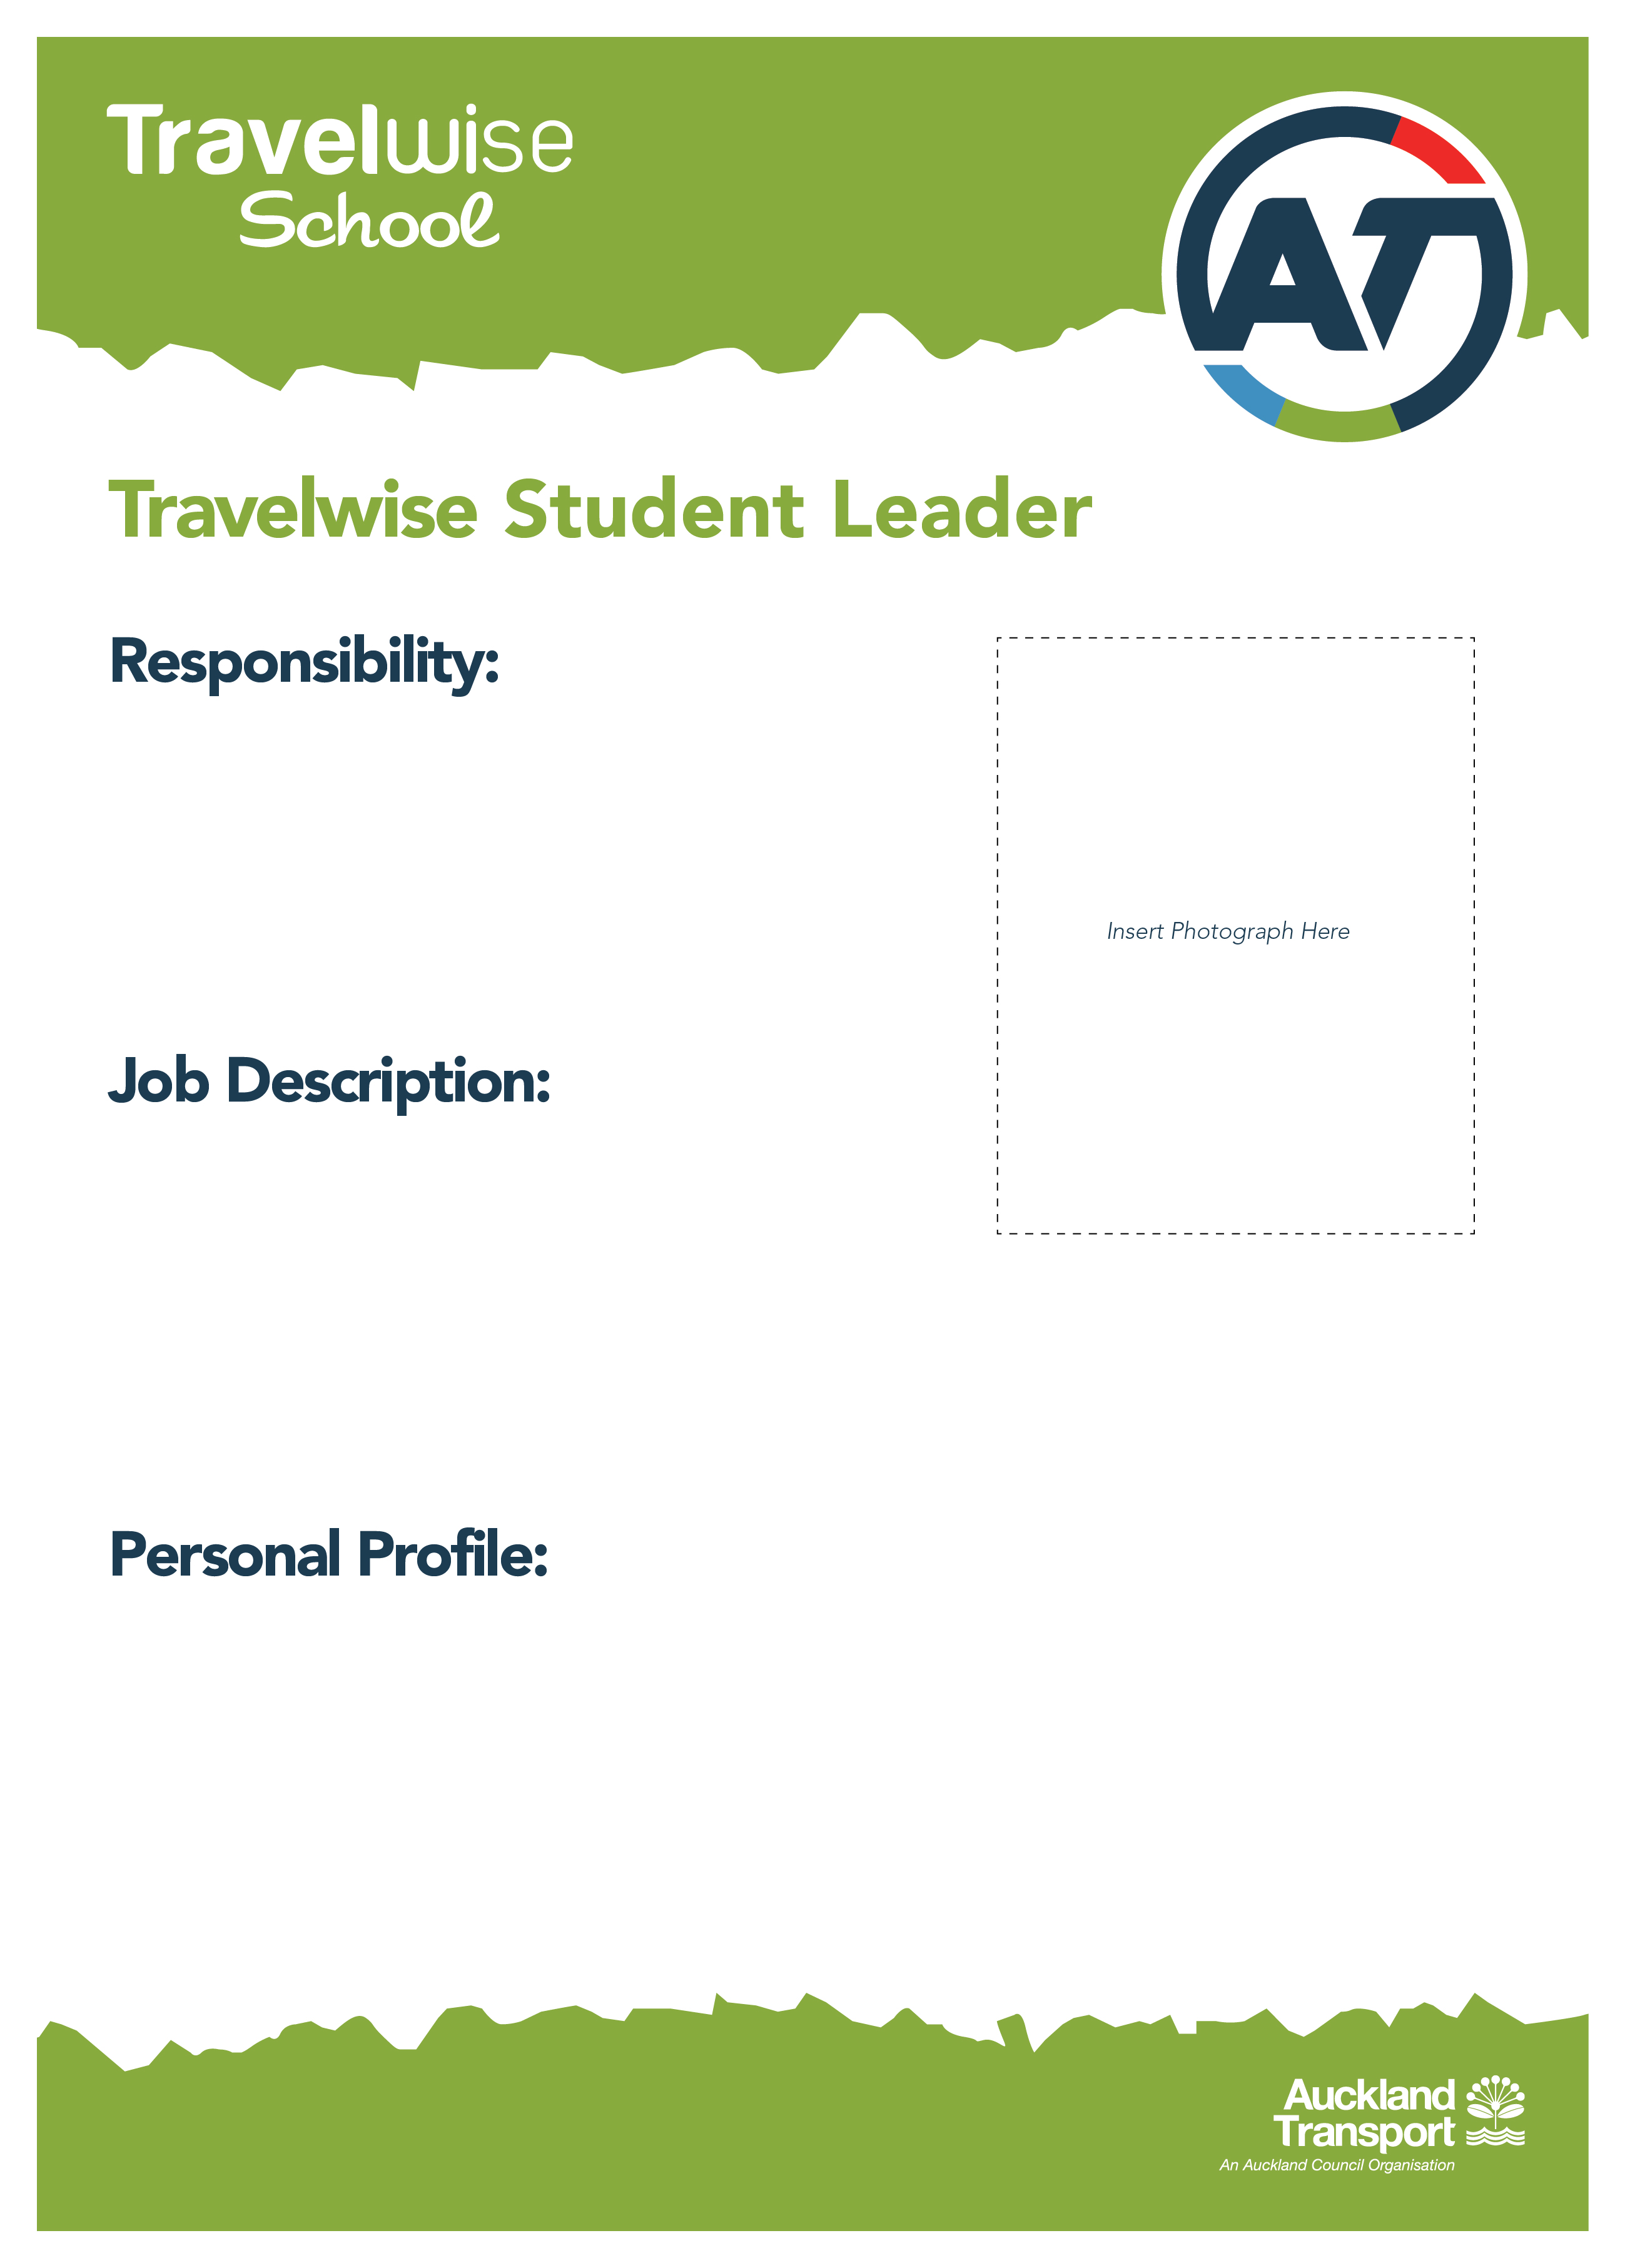 Travelwise
School
AT
Travelwise Student Leader
Responsibility:
Insert Photograph Here
Job Description:
Personal Profile:
Auckland
Transport
An Auckland Council Organisation